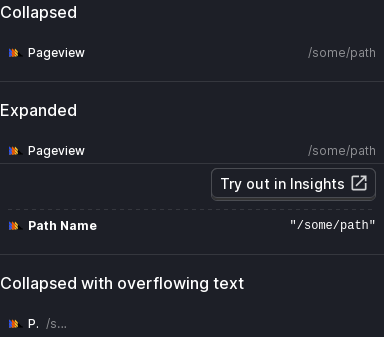 Collapsed
Pageview /some/path
Expanded
Pageview /some/path
Try out in Insights
Path Name "/some/path"
Collapsed with overflowing text
P. /s...